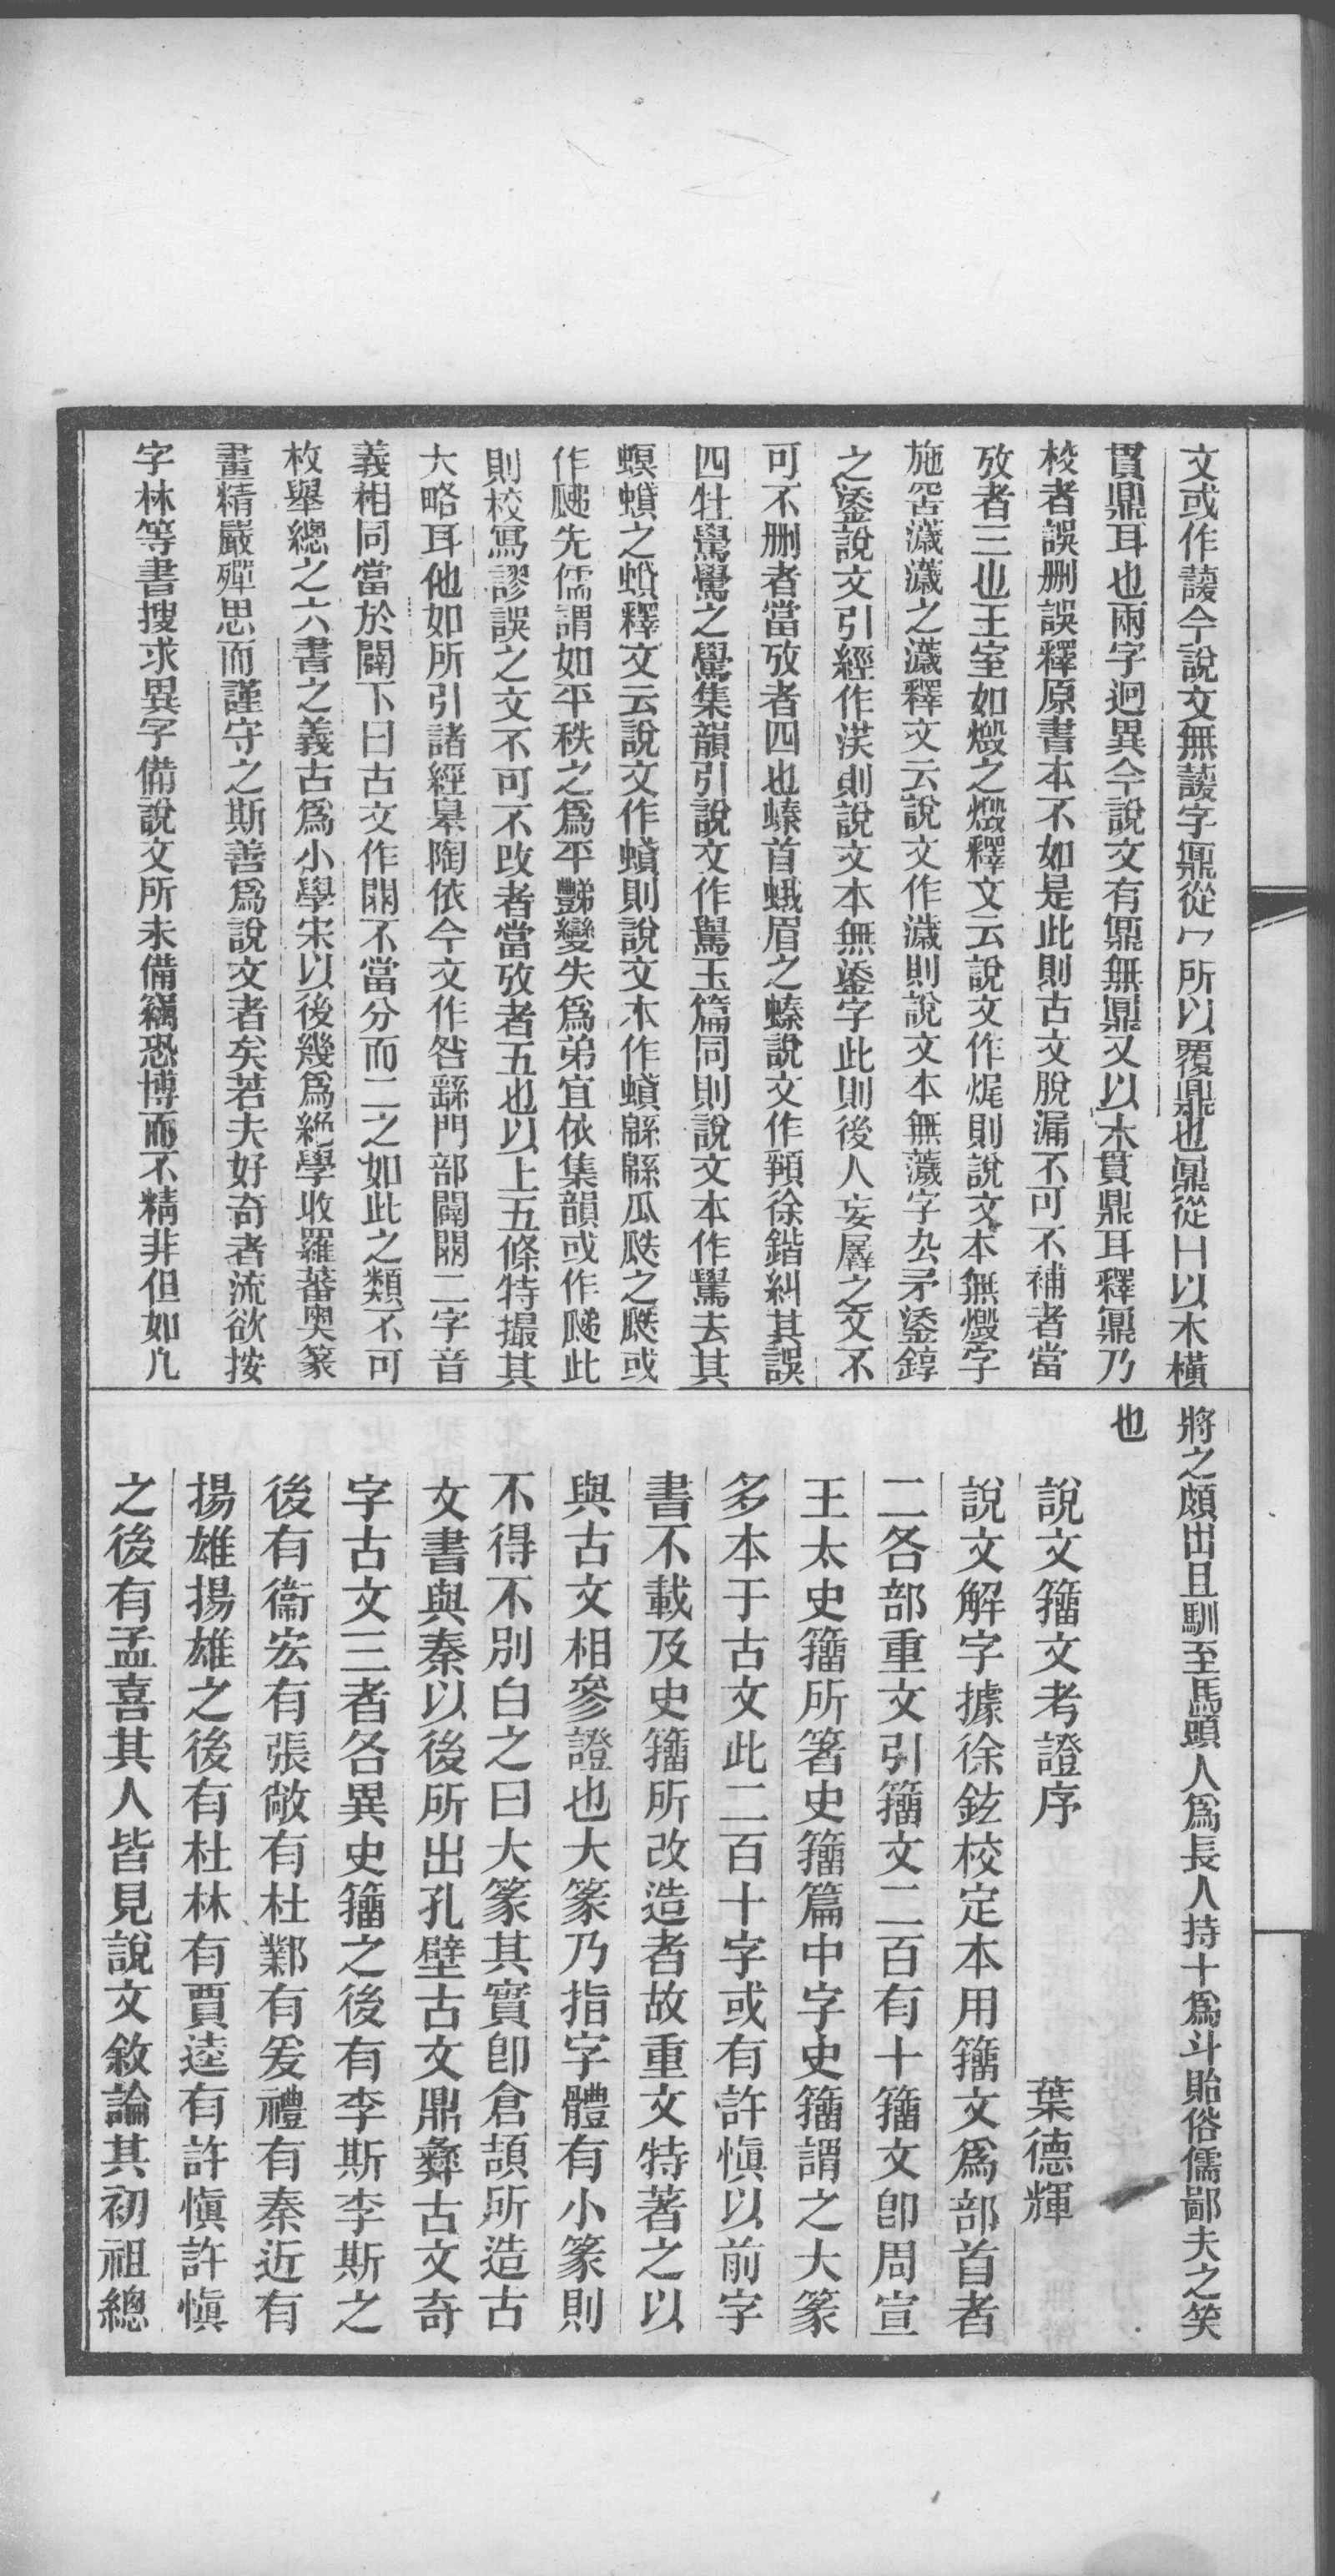 文或作藙今說文無藙字鼏從冖所以覆鼎也鼏從H以木橫
貫鼎耳也兩字迥異今說文有鼏無鼎又以木貫鼎耳釋鼏乃
校者誤刪誤釋原書本不如是此則古文脫漏不可不補者當
攷者三也王室如燬之燬釋文云說文作焜則說文本無燬字
施罛濊濊之濊釋文云說文作濊則說文本無濊字厹矛鋈錞
之鋈說文引經作沃則說文本無鋈字此則後人妄羼之文不
可不刪者當攷者四也螓首蛾眉之螓說文作頛徐鍇糾其誤
四牡騤騤之騤集韻引說文作駕玉篇同則說文本作駕去其
螟蟘之蟘釋文云說文作蟘則說文本作蟘緜緜瓜瓞之瓞或
作䬾先儒謂如平秩之爲平豑變失爲弟宜依集韻或作䬾此
則校寫謬誤之文不可不改者當攷者五也以上五條特撮其
大略耳他如所引諸經臯陶依今文作咎繇門部闢䦘二字音
義相同當於闢下曰古文作䦘不當分而二之如此之類不可
枚舉總之六書之義古爲小學宋以後幾爲絕學收羅蕃奧篆
畫精嚴殫思而謹守之斯善爲說文者矣若夫好奇者流欲按
字林等書搜求異字備說文所未備竊恐博而不精非但如凡
將之頗出且馴至馬頭人爲長人持十爲斗貽俗儒鄙夫之笑
也
說文籒文考證序
葉德輝
說文解字據徐鉉校定本用籒文爲部首者
二各部重文引籒文二百有十籒文卽周宣
王太史籒所箸史籒篇中字史籒謂之大篆
多本于古文此二百十字或有許愼以前字
書不載及史籒所改造者故重文特著之以
與古文相參證也大篆乃指字體有小篆則
不得不別白之曰大篆其實卽倉頡所造古
文書與秦以後所出孔壁古文鼎彝古文奇
字古文三者各異史籒之後有李斯李斯之
後有衞宏有張敞有杜鄴有爰禮有秦近有
揚雄揚雄之後有杜林有賈逵有許愼許愼
之後有孟喜其人皆見說文敘論其初祖總